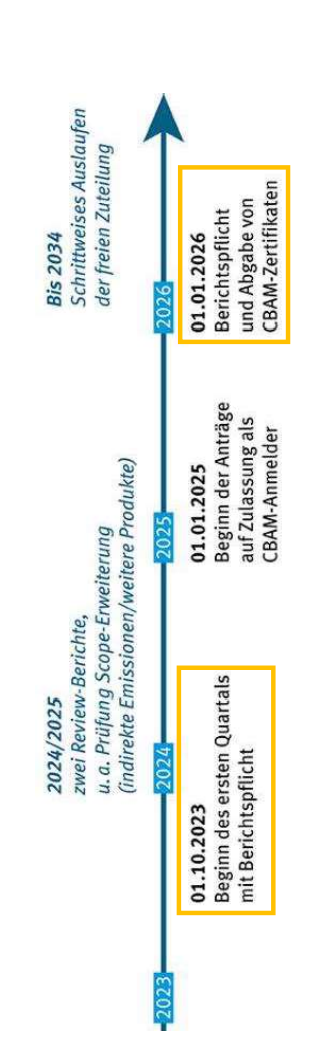 2024/2025
zwei Review-Berichte,
u. a. Prüfung Scope-Erweiterung
(indirekte Emissionen/weitere Produkte)
Bis 2034
Schrittweises Auslaufen
der freien Zuteilung
2023
2024
2025
2026
01.10.2023
Beginn des ersten Quartals
mit Berichtspflicht
01.01.2025
Beginn der Anträge
auf Zulassung als
CBAM-Anmelder
01.01.2026
Berichtspflicht
und Abgabe von
CBAM-Zertifikaten